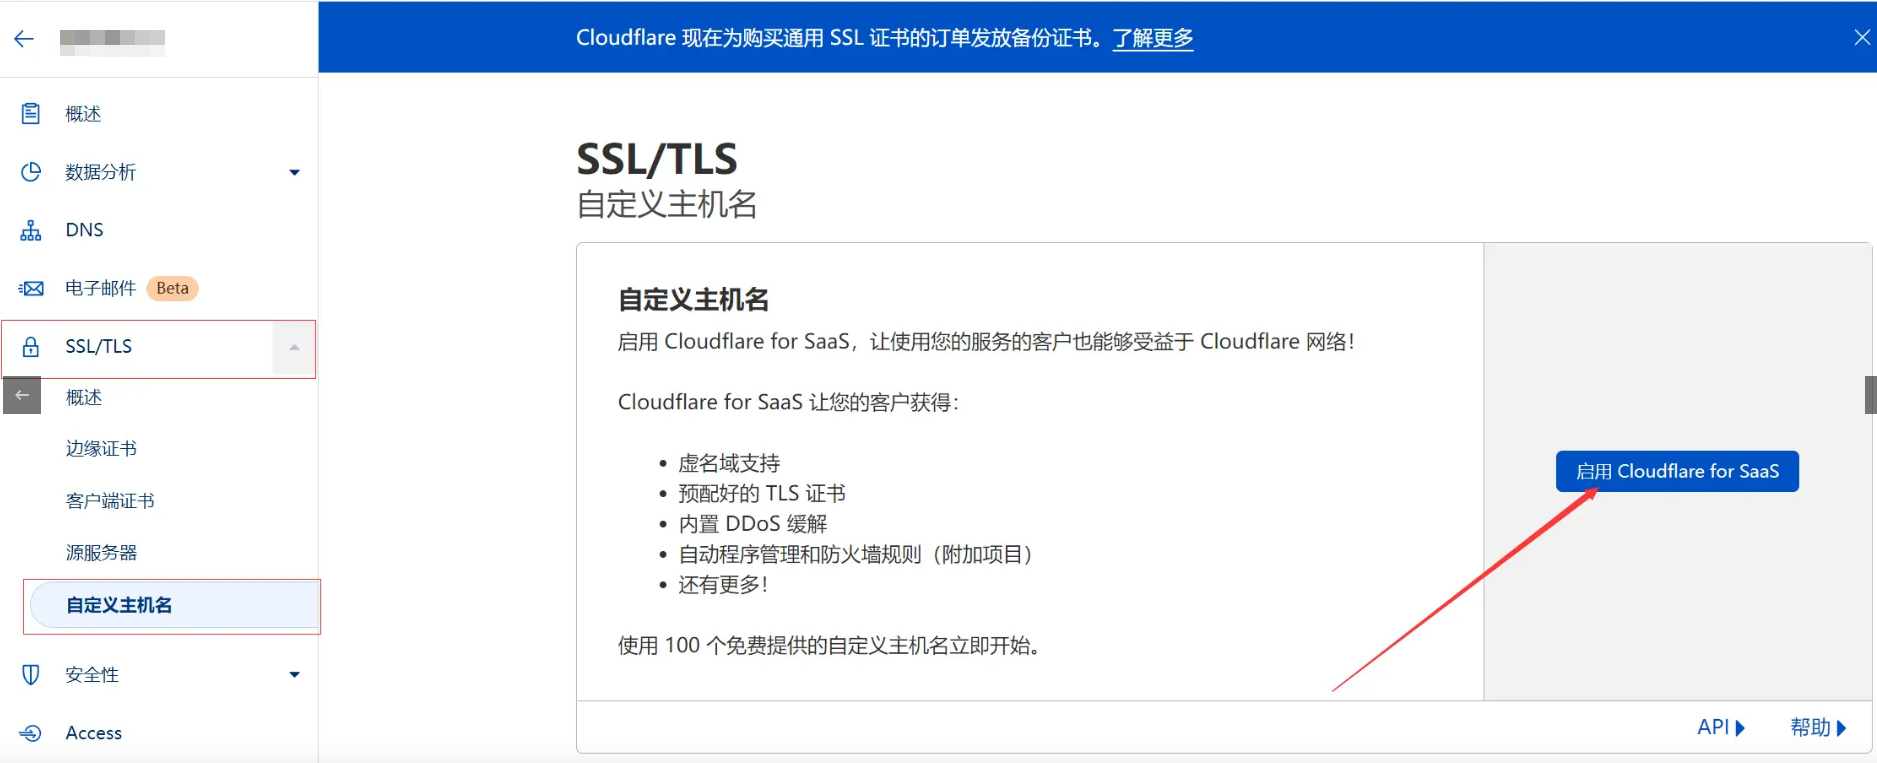 Cloudflare 现在为购买通用 SSL 证书的订单发放备份证书。了解更多
概述
数据分析
DNS
电子邮件 Beta
SSL/TLS
概述
边缘证书
客户端证书
源服务器
自定义主机名
安全性
Access
SSL/TLS
自定义主机名
自定义主机名
启用 Cloudflare for SaaS，让使用您的服务的客户也能够受益于 Cloudflare 网络！
Cloudflare for SaaS 让您的客户获得：
• 虚名域支持
• 预配好的 TLS 证书
• 内置 DDoS 缓解
• 自动程序管理和防火墙规则（附加项目）
• 还有更多！
使用 100 个免费提供的自定义主机名立即开始。
启用 Cloudflare for SaaS
API
帮助